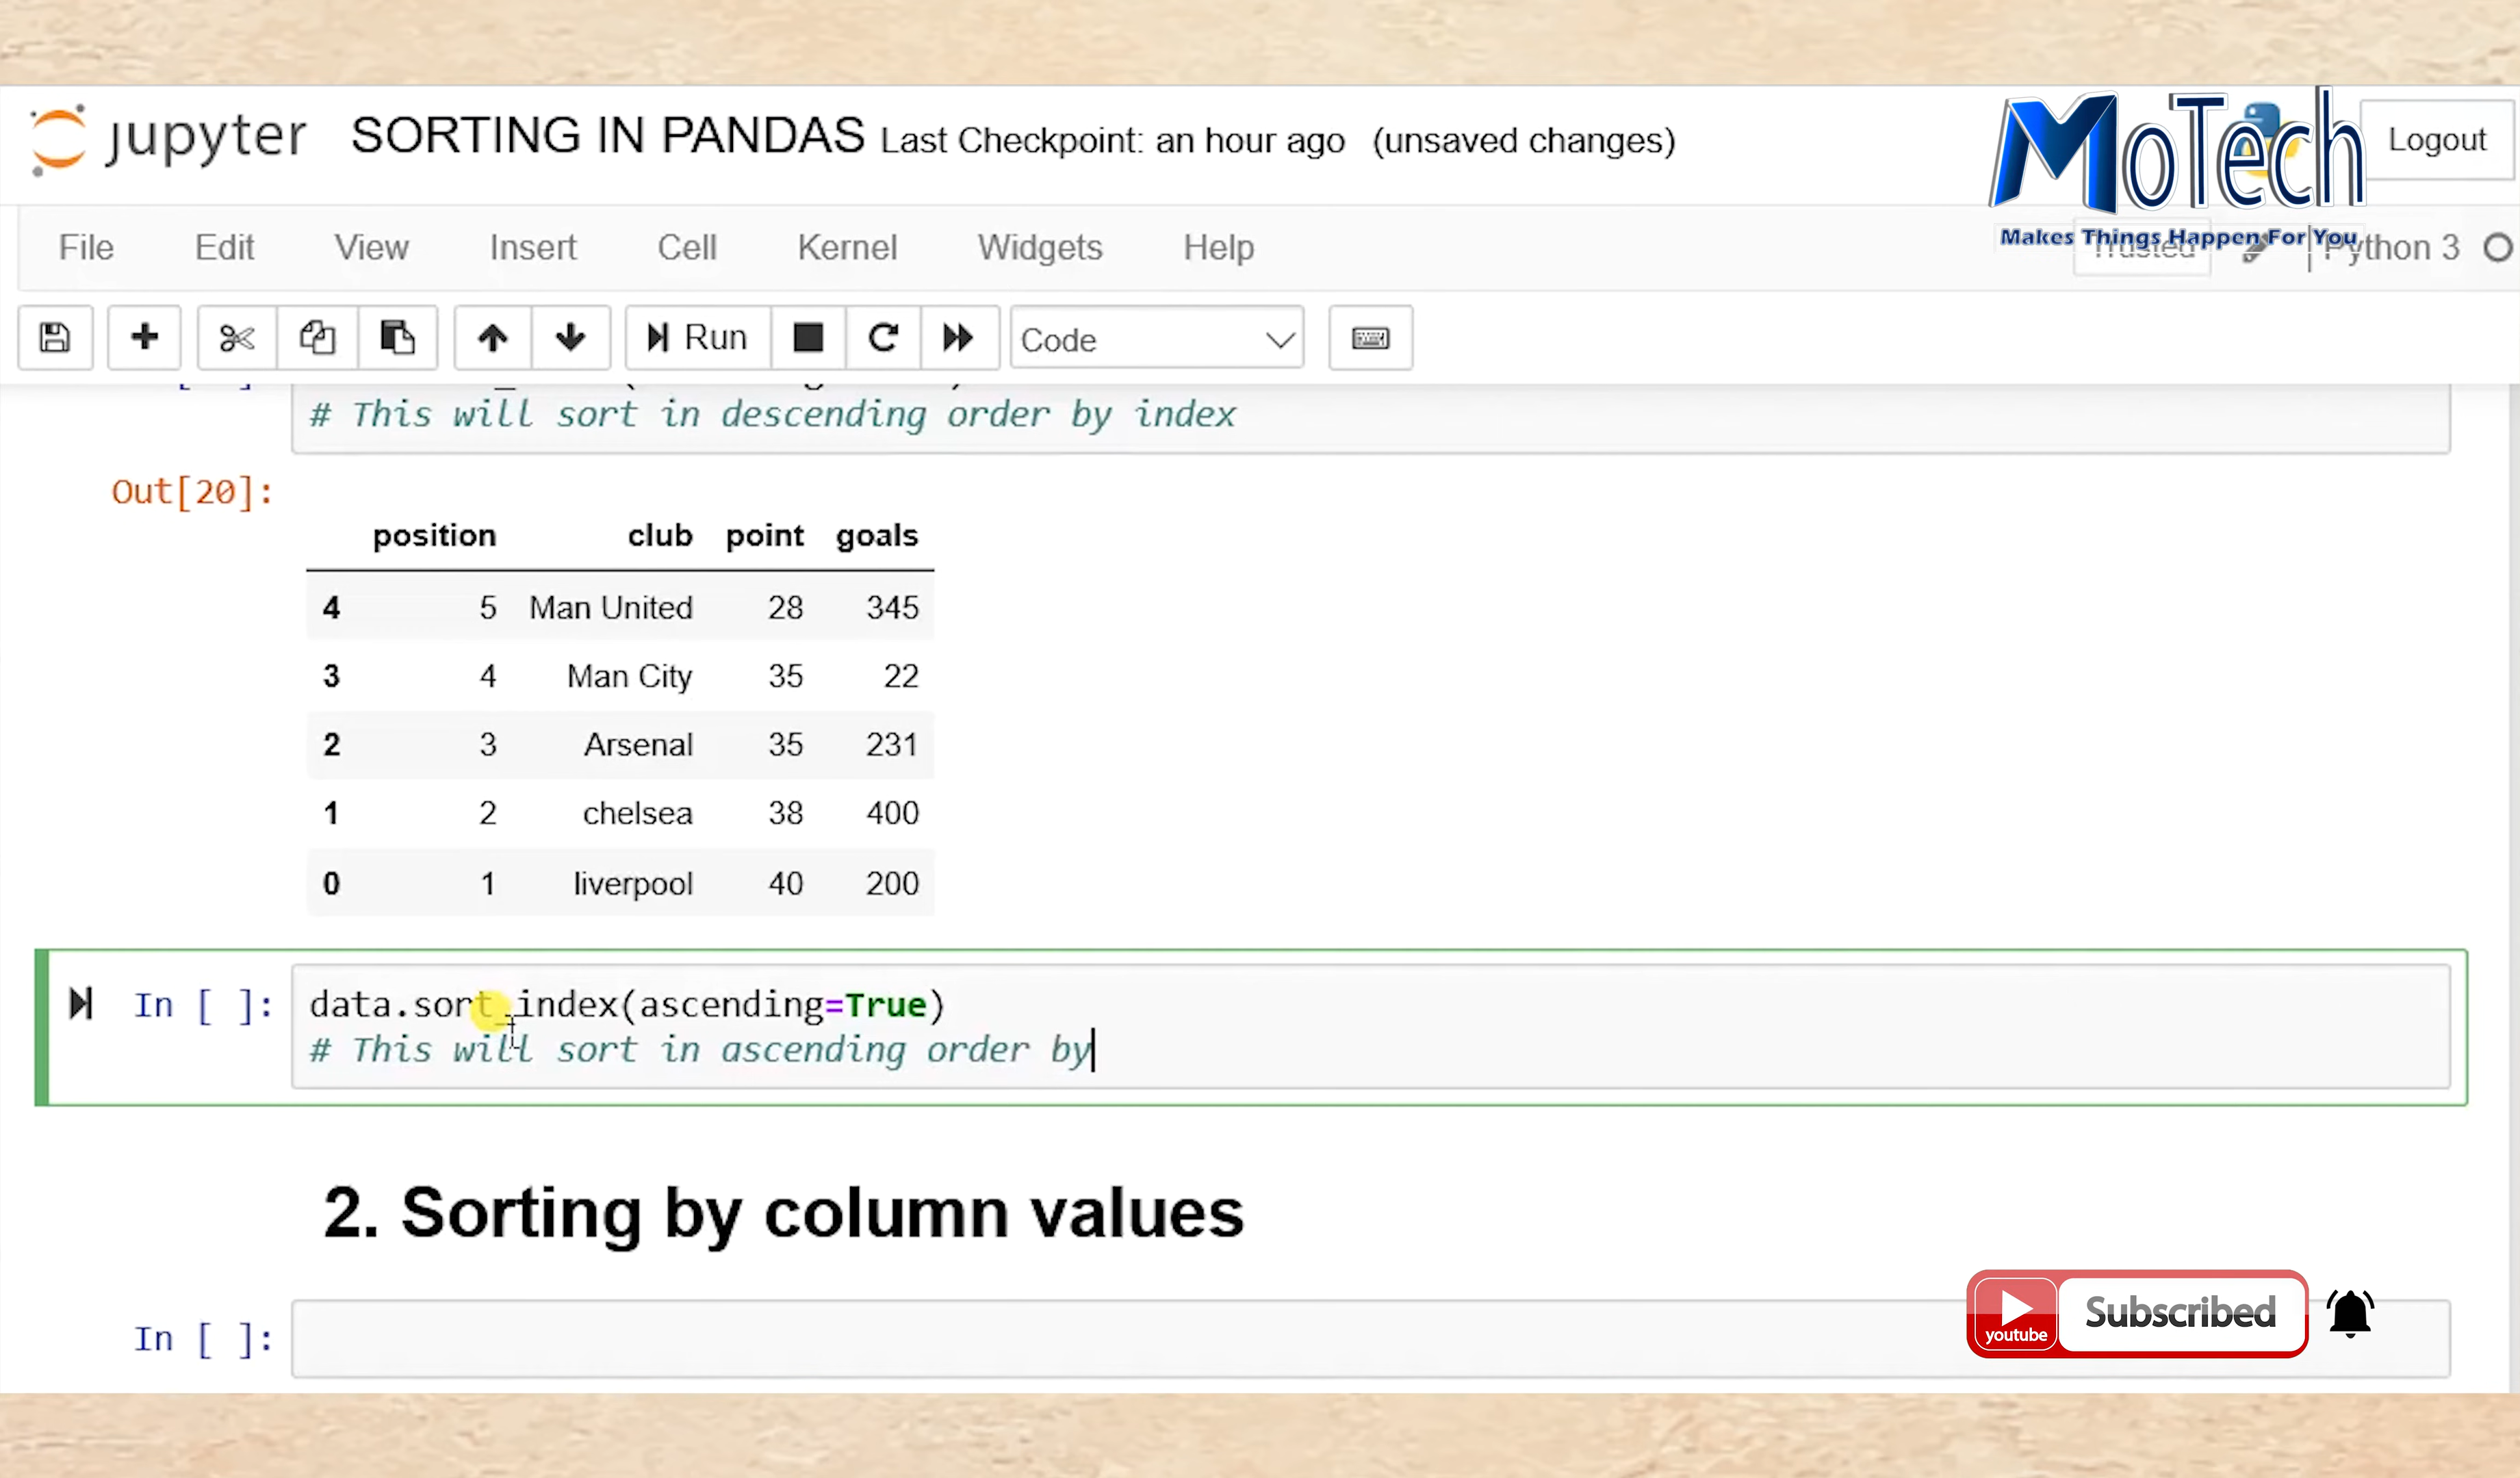 jupyter SORTING IN PANDAS Last Checkpoint: an hour ago (unsaved changes)
MoTech
Logout
Makes Things Happen For You
File Edit View Insert Cell Kernel Widgets Help Trusted Python 3
Run Code
# This will sort in descending order by index
Out[20]:
position club point goals
4 5 Man United 28 345
3 4 Man City 35 22
2 3 Arsenal 35 231
1 2 chelsea 38 400
0 1 liverpool 40 200
In [ ]: data.sort_index(ascending=True)
# This will sort in ascending order by
2. Sorting by column values
youtube Subscribed
In [ ]: